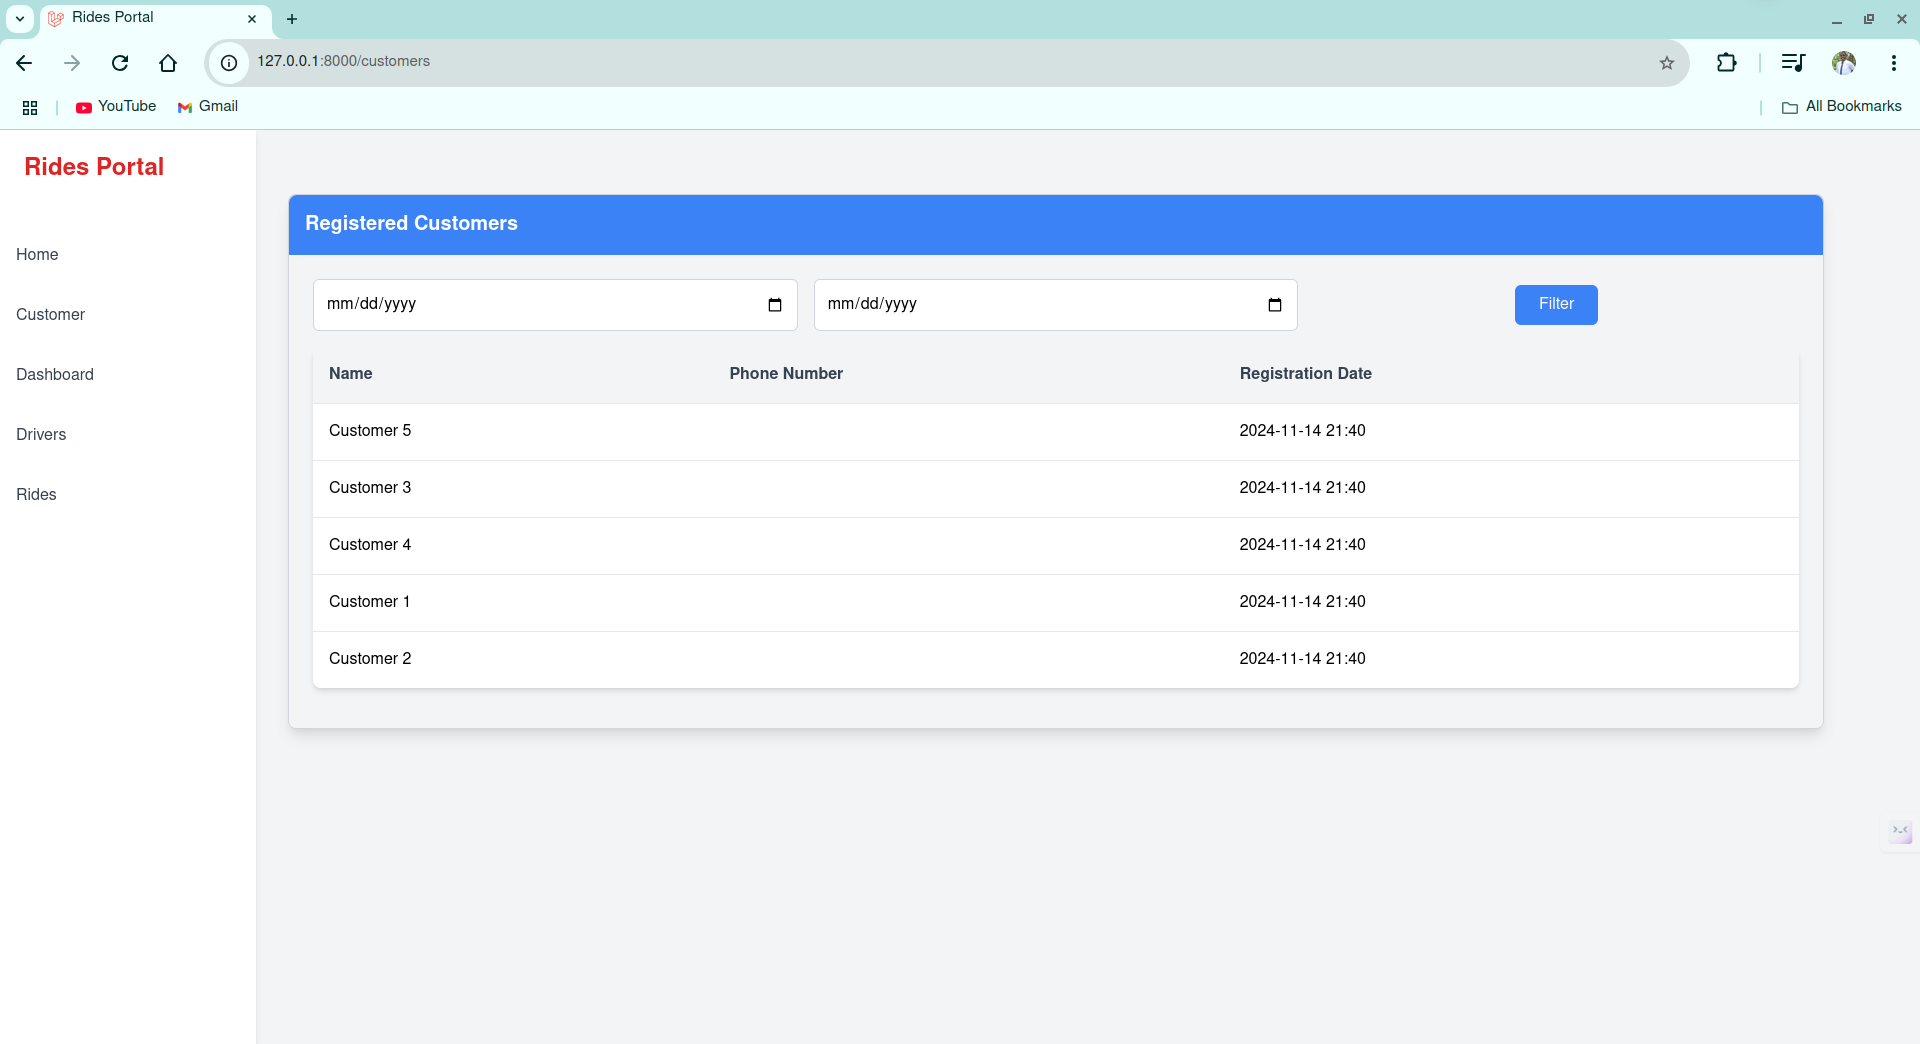 Rides Portal
127.0.0.1:8000/customers
YouTube Gmail All Bookmarks
Rides Portal
Home
Customer
Dashboard
Drivers
Rides
Registered Customers
mm/dd/yyyy mm/dd/yyyy Filter
Name Phone Number Registration Date
Customer 5 2024-11-14 21:40
Customer 3 2024-11-14 21:40
Customer 4 2024-11-14 21:40
Customer 1 2024-11-14 21:40
Customer 2 2024-11-14 21:40